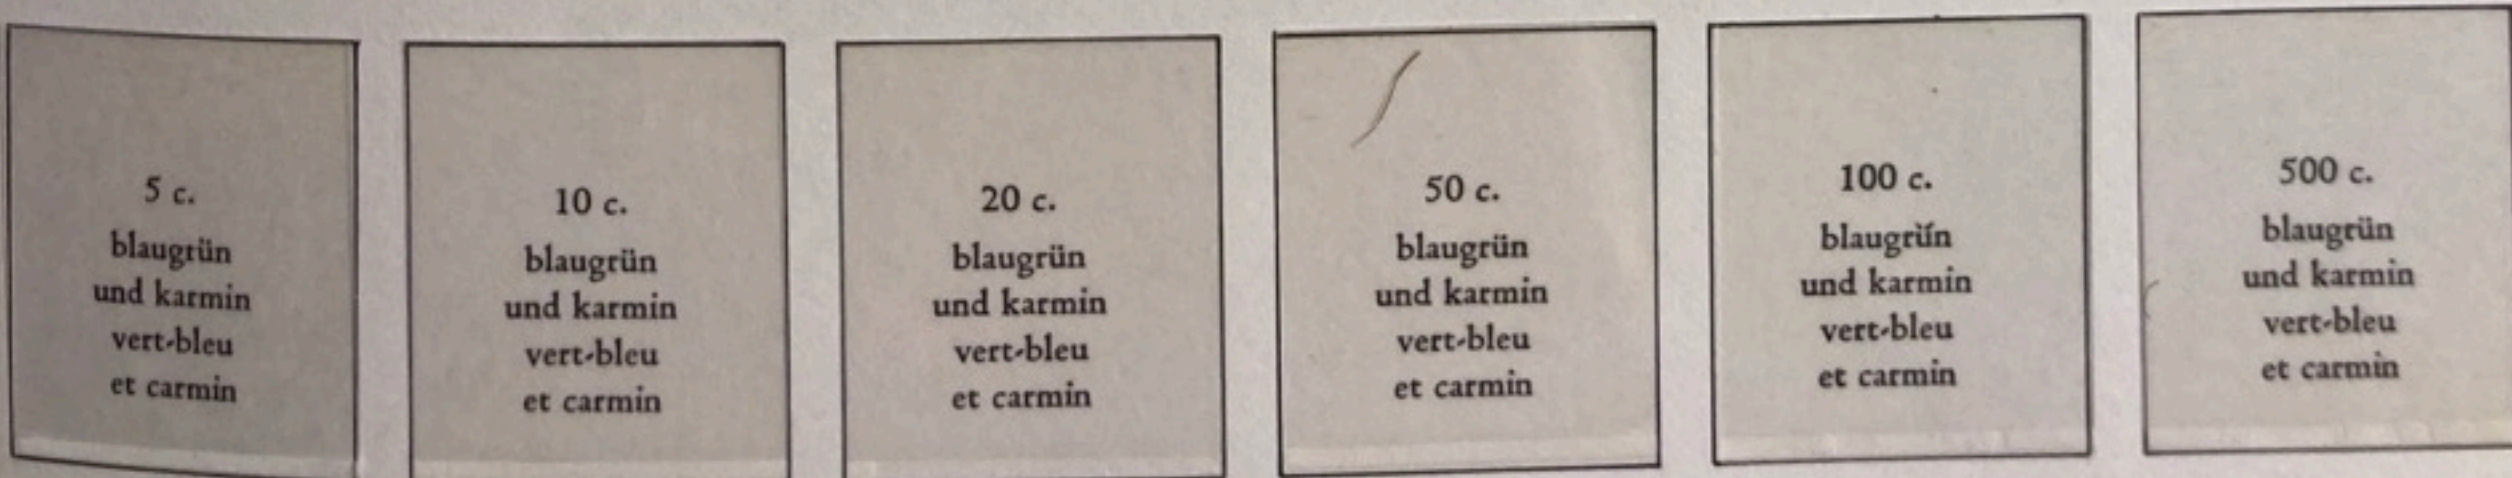 5 c.
blaugrün
und karmin
vert-bleu
et carmin
10 c.
blaugrün
und karmin
vert-bleu
et carmin
20 c.
blaugrün
und karmin
vert-bleu
et carmin
50 c.
blaugrün
und karmin
vert-bleu
et carmin
100 c.
blaugrün
und karmin
vert-bleu
et carmin
500 c.
blaugrün
und karmin
vert-bleu
et carmin